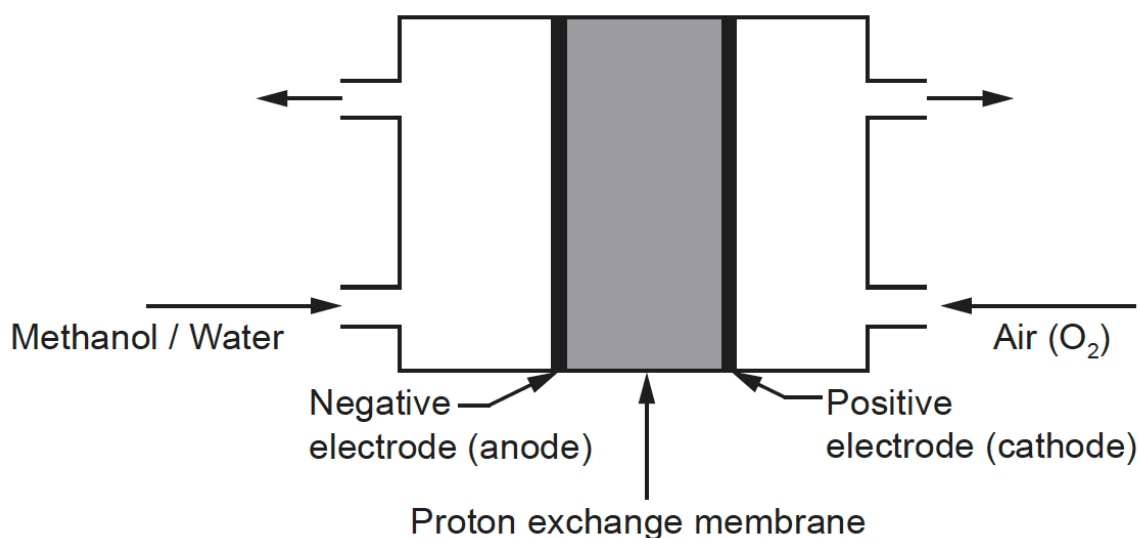 Methanol / Water
Air (O₂)
Negative
electrode (anode)
Positive
electrode (cathode)
Proton exchange membrane